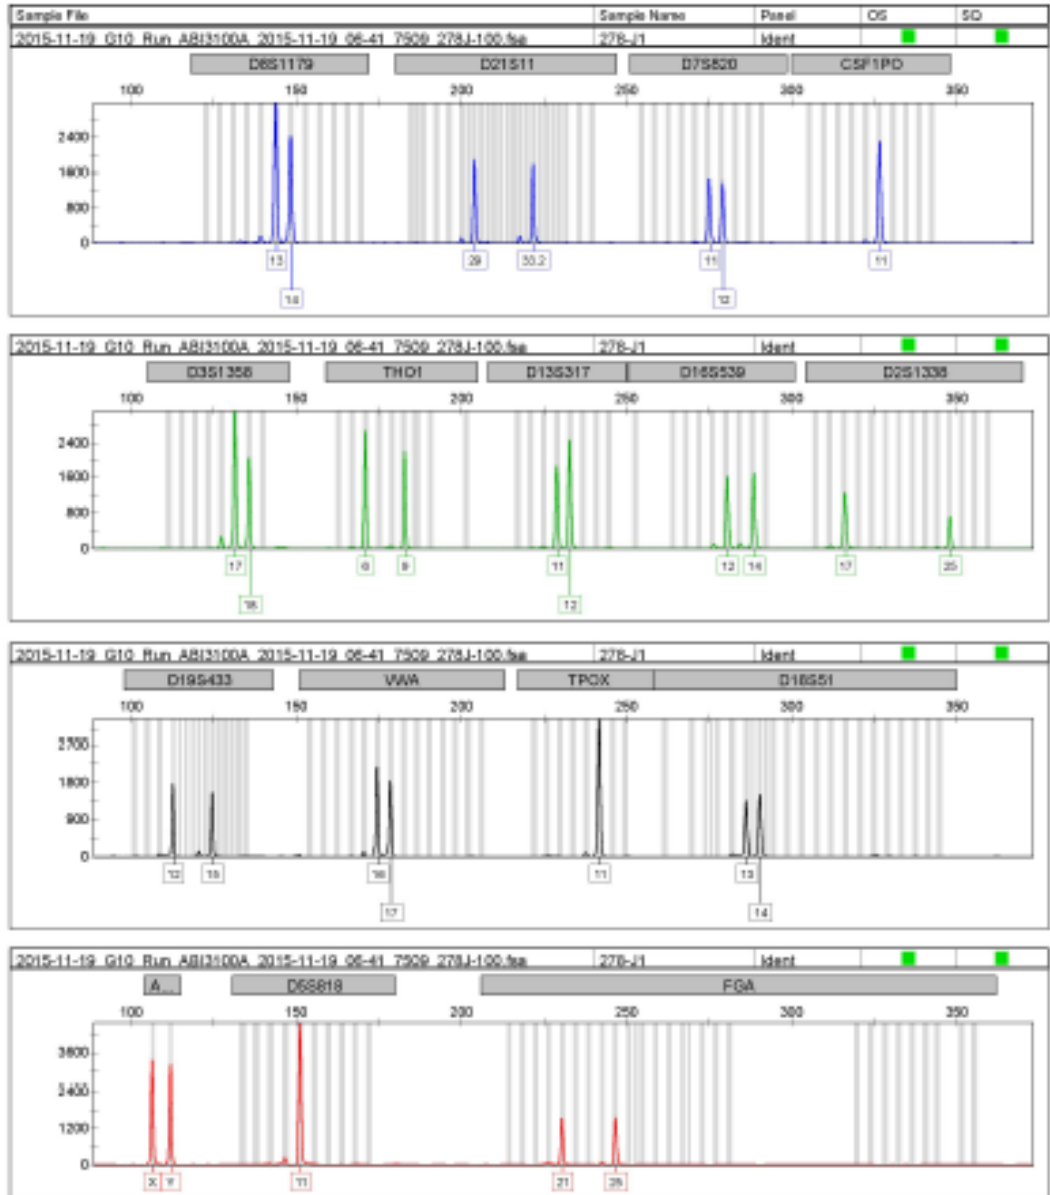 Sample File Sample Name Panel OS SQ
2015-11-19_G10_Run_ABI3100A_2015-11-19_06-41_7509_278J-100.fsa 278-J1 Ident
D8S1179 D21S11 D7S820 CSF1PO
100 150 200 250 300 350
2400
1600
800
0
13 29 33.2 11 11
14 12
2015-11-19_G10_Run_ABI3100A_2015-11-19_06-41_7509_278J-100.fsa 278-J1 Ident
D3S1358 THO1 D13S317 D16S539 D2S1338
100 150 200 250 300 350
2400
1600
800
0
17 6 9 11 12 14 17 25
18 12
2015-11-19_G10_Run_ABI3100A_2015-11-19_06-41_7509_278J-100.fsa 278-J1 Ident
D19S433 VWA TPOX D18S51
100 150 200 250 300 350
2700
1800
900
0
12 15 16 11 13
17 14
2015-11-19_G10_Run_ABI3100A_2015-11-19_06-41_7509_278J-100.fsa 278-J1 Ident
A... D5S818 FGA
100 150 200 250 300 350
3600
2400
1200
0
X Y 11 21 25